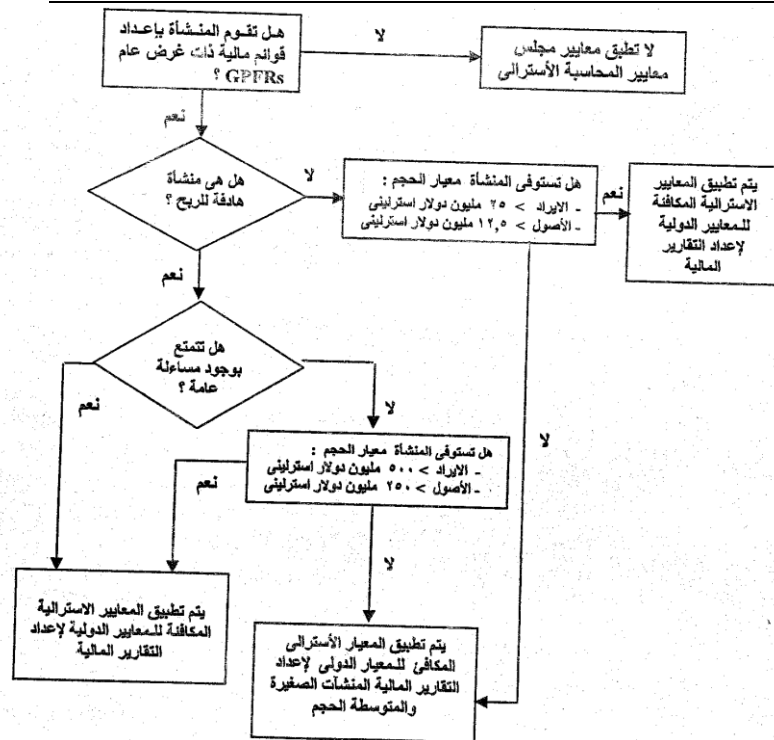 هل تقوم المنشأة بإعداد
قوائم مالية ذات غرض عام
GPFRs ؟
لا
لا تطبق معايير مجلس
معايير المحاسبة الأسترالى
نعم
هل هى منشأة
هادفة للربح ؟
لا
هل تستوفى المنشأة معيار الحجم :
- الايراد > ٢٥ مليون دولار استرلينى
- الأصول > ١٢,٥ مليون دولار استرلينى
نعم
يتم تطبيق المعايير
الاسترالية المكافئة
للمعايير الدولية
لإعداد التقارير
المالية
نعم
هل تتمتع
بوجود مساءلة
عامة ؟
نعم
لا
لا
هل تستوفى المنشأة معيار الحجم :
- الايراد > ٥٠٠ مليون دولار استرلينى
- الأصول > ٢٥٠ مليون دولار استرلينى
نعم
لا
يتم تطبيق المعايير الاسترالية
المكافئة للمعايير الدولية لإعداد
التقارير المالية
يتم تطبيق المعيار الأسترالى
المكافئ للمعيار الدولى لإعداد
التقارير المالية المنشآت الصغيرة
والمتوسطة الحجم